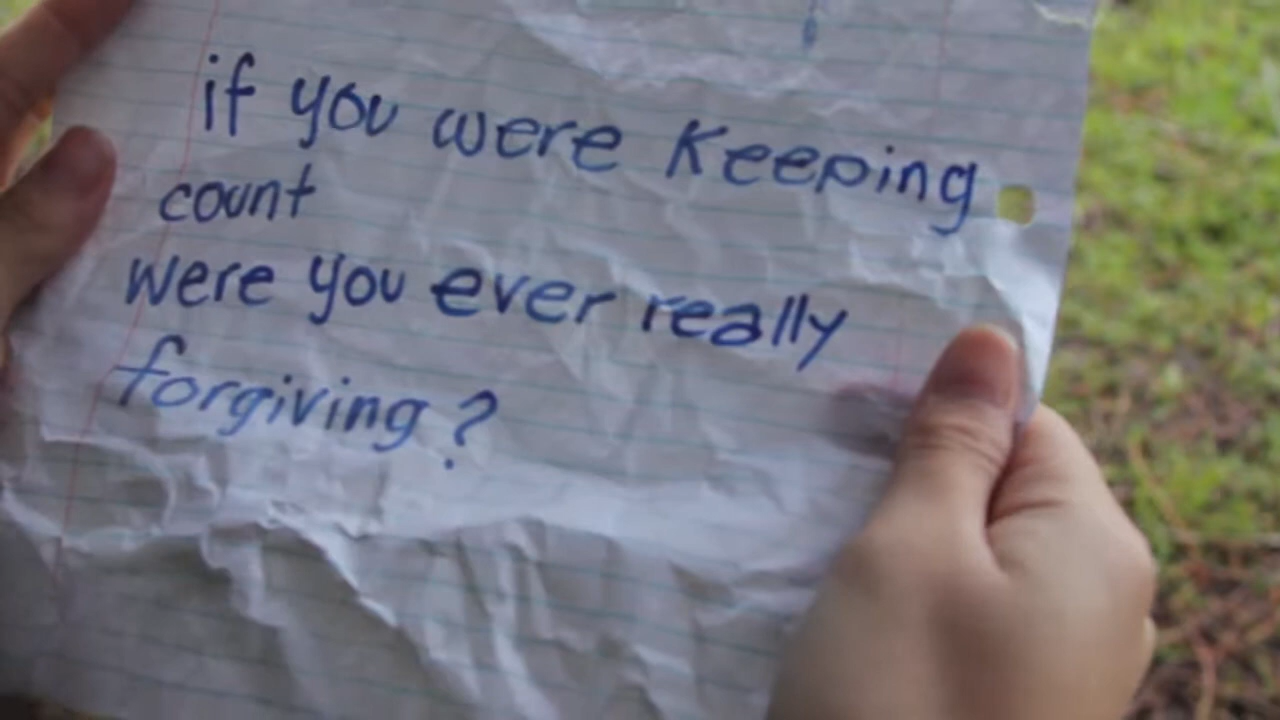 if you were Keeping
count
were you ever really
forgiving?